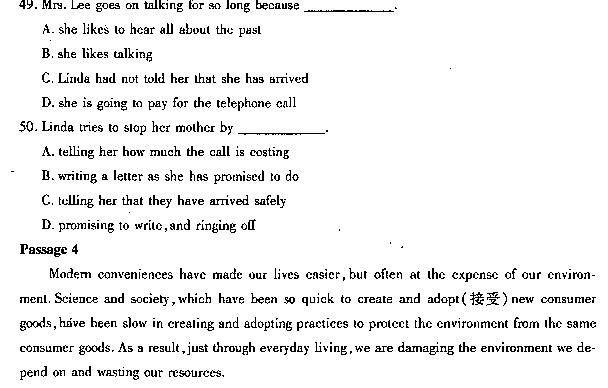 49. Mrs. Lee goes on talking for so long because ____________.
A. she likes to hear all about the past
B. she likes talking
C. Linda had not told her that she has arrived
D. she is going to pay for the telephone call
50. Linda tries to stop her mother by ____________.
A. telling her how much the call is costing
B. writing a letter as she has promised to do
C. telling her that they have arrived safely
D. promising to write, and ringing off
Passage 4
Modern conveniences have made our lives easier, but often at the expense of our environ-
ment. Science and society, which have been so quick to create and adopt(接受) new consumer
goods, have been slow in creating and adopting practices to protect the environment from the same
consumer goods. As a result, just through everyday living, we are damaging the environment we de-
pend on and wasting our resources.